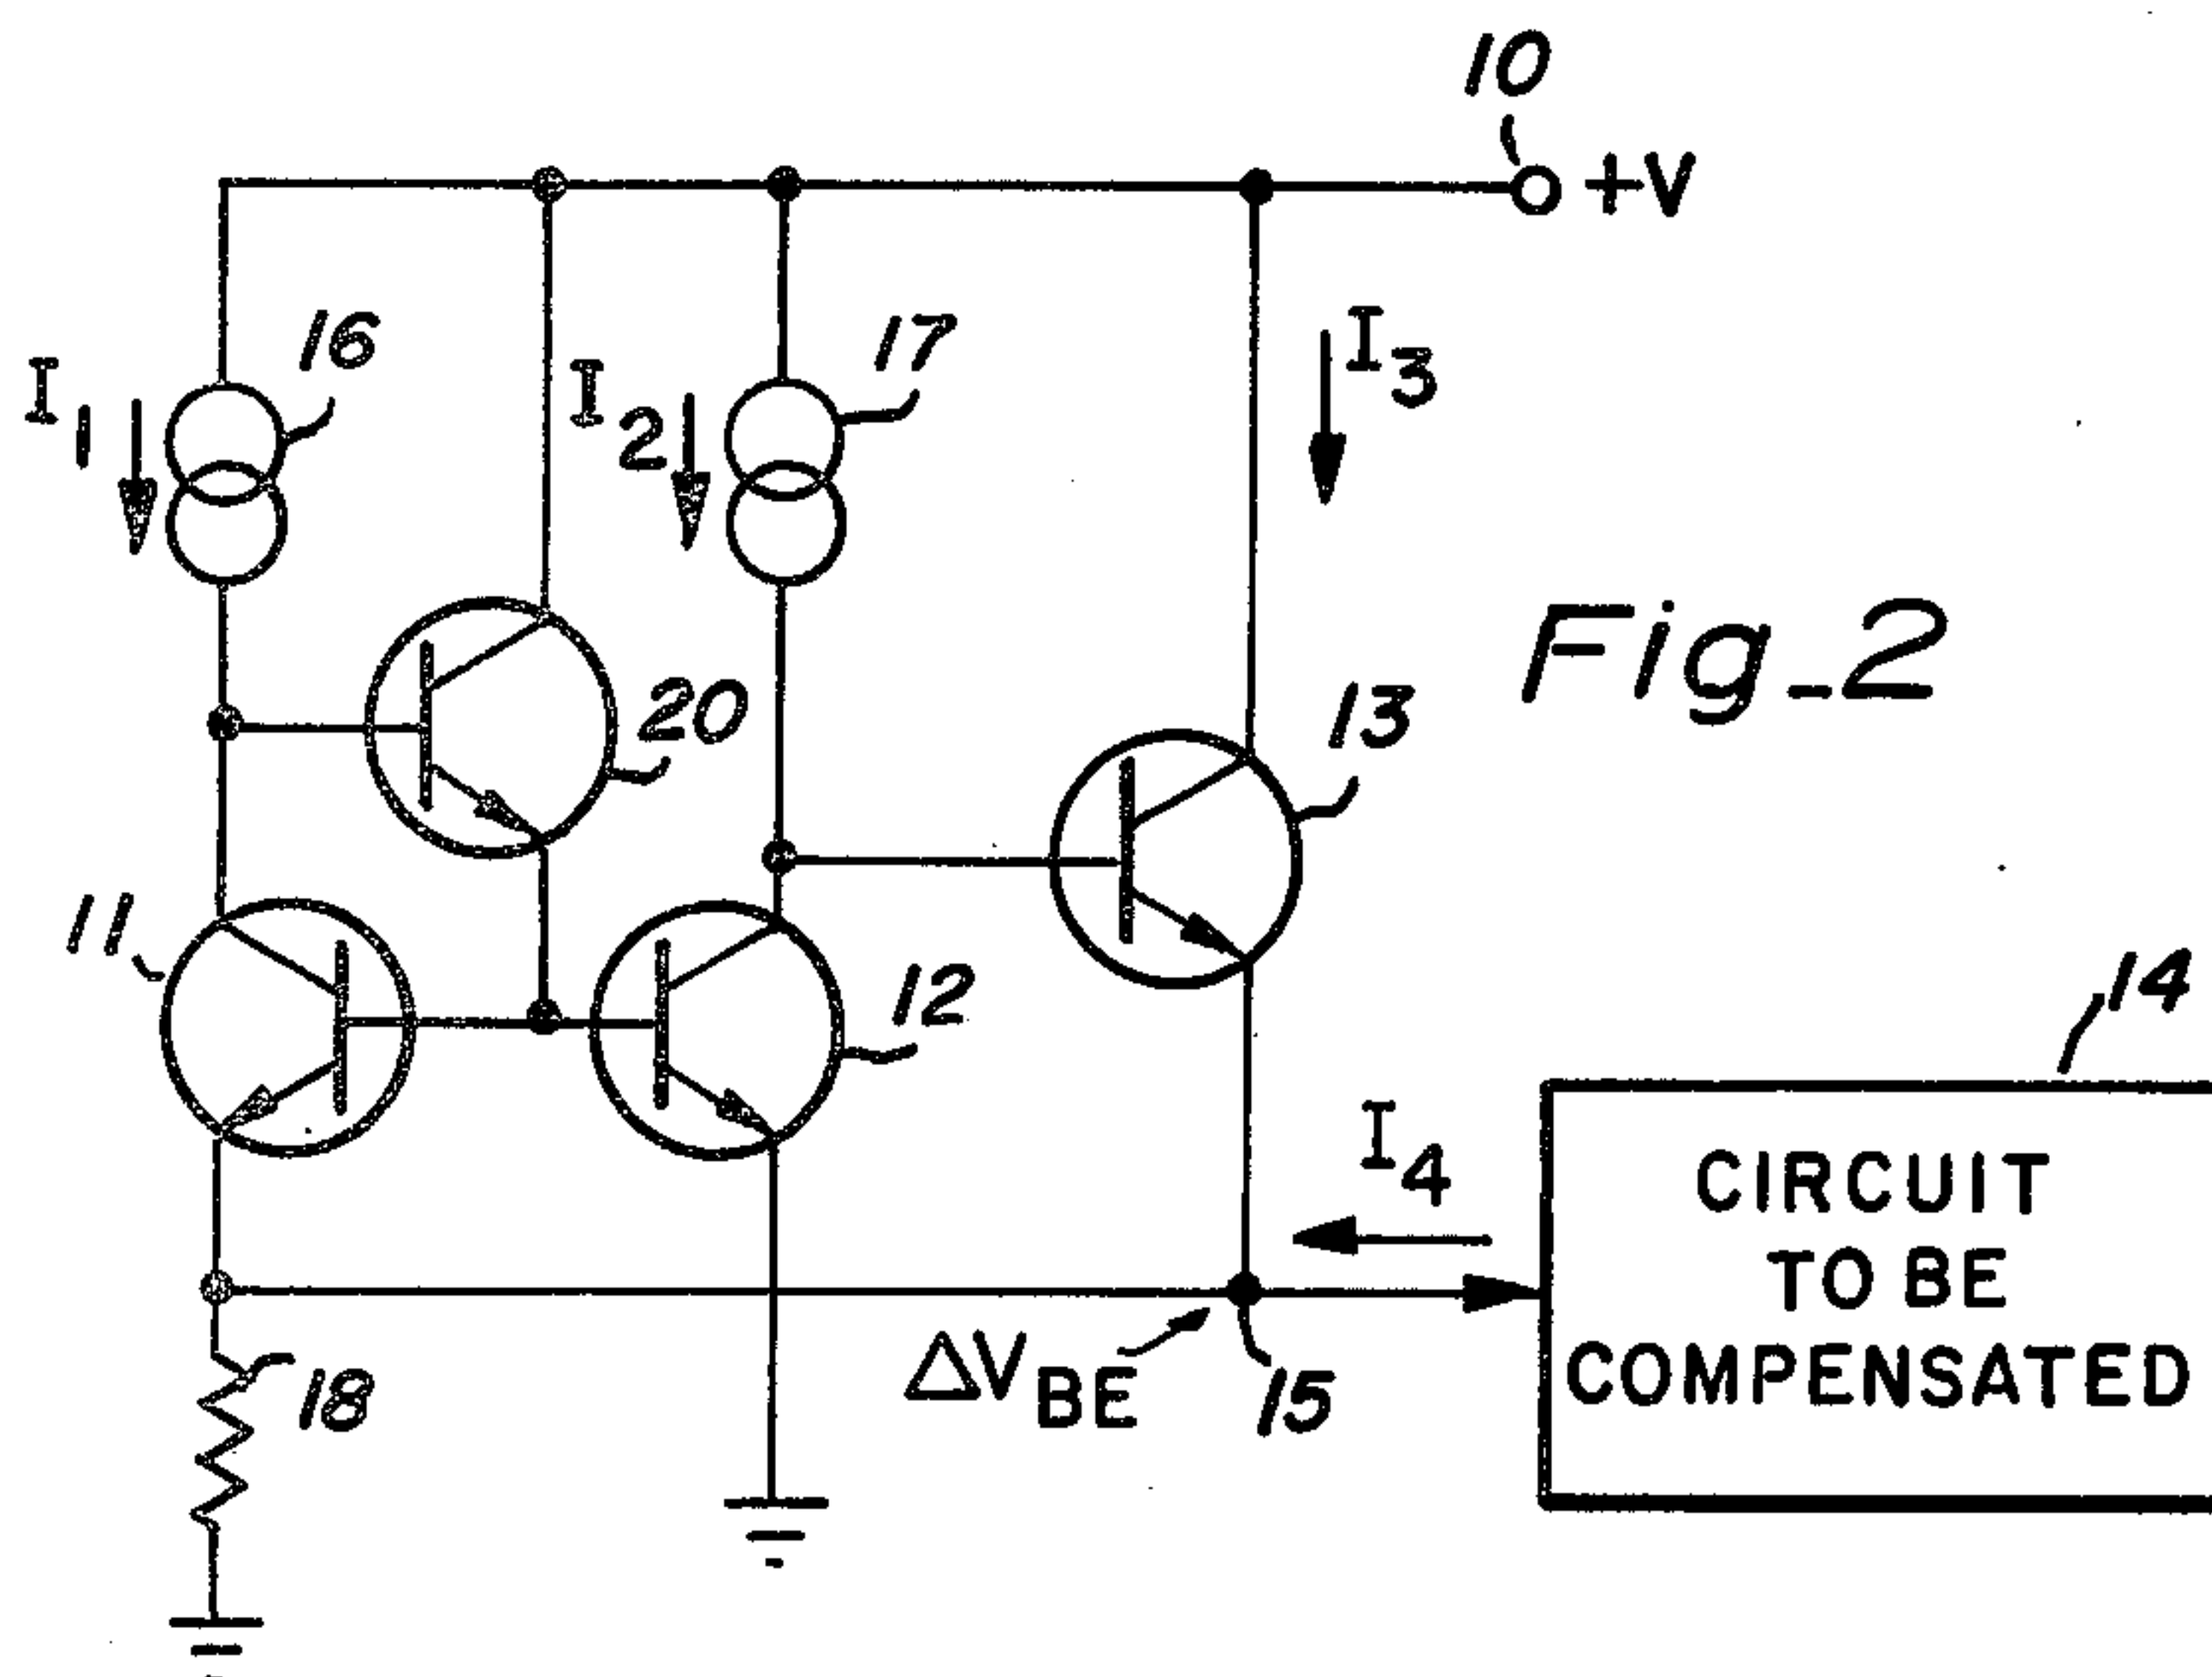 10
+V
I1
16
I2
17
I3
Fig_2
20
13
11
12
14
I4
CIRCUIT
TO BE
COMPENSATED
ΔVBE
15
18